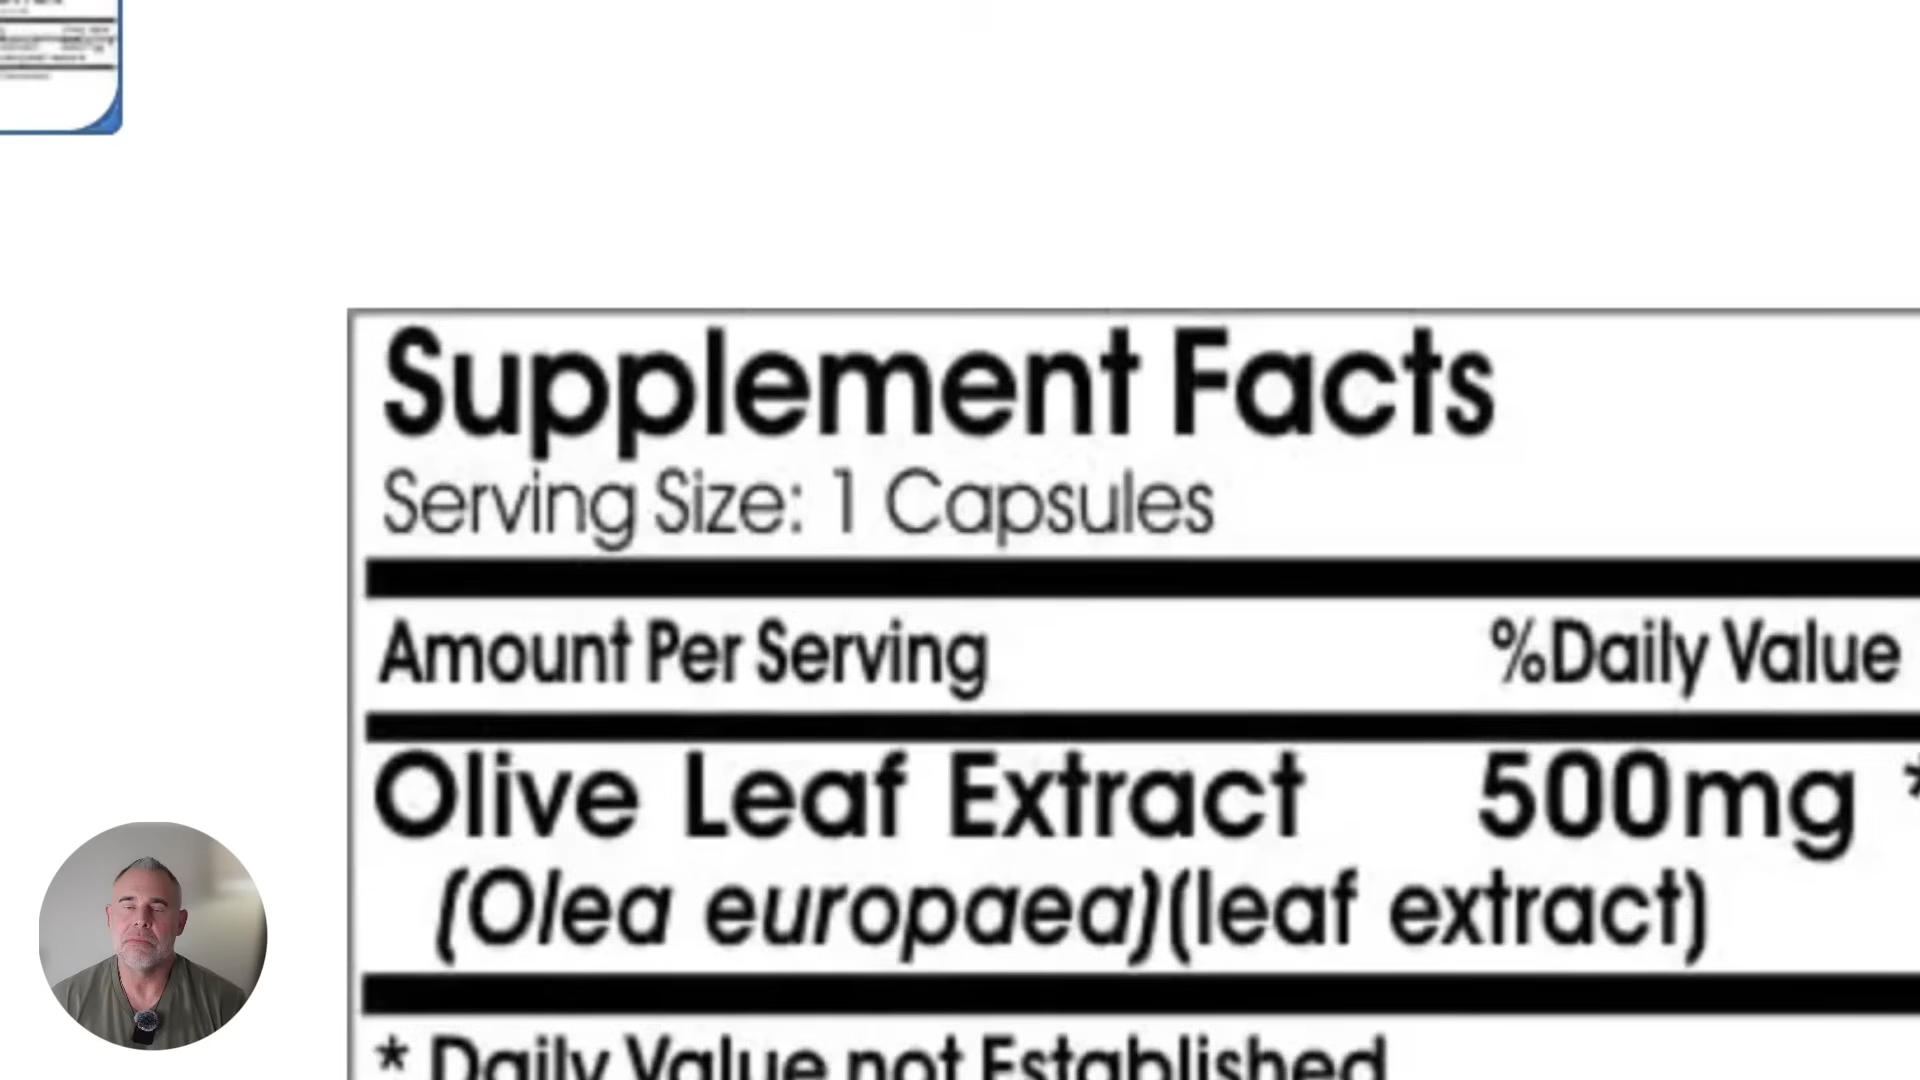 Supplement Facts
Serving Size: 1 Capsules
Amount Per Serving %Daily Value
Olive Leaf Extract 500mg *
(Olea europaea)(leaf extract)
* Daily Value not Established